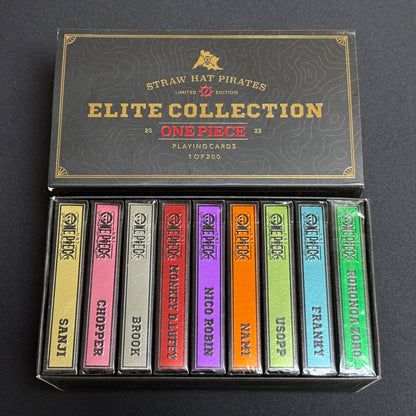 STRAW HAT PIRATES
LIMITED EDITION
ELITE COLLECTION
20 ONE PIECE 23
PLAYING CARDS
1 OF 200
ONE PIECE SANJI
ONE PIECE CHOPPER
ONE PIECE BROOK
ONE PIECE MONKEY D. LUFFY
ONE PIECE NICO ROBIN
ONE PIECE NAMI
ONE PIECE USOPP
ONE PIECE FRANKY
ONE PIECE RORONOA ZORO